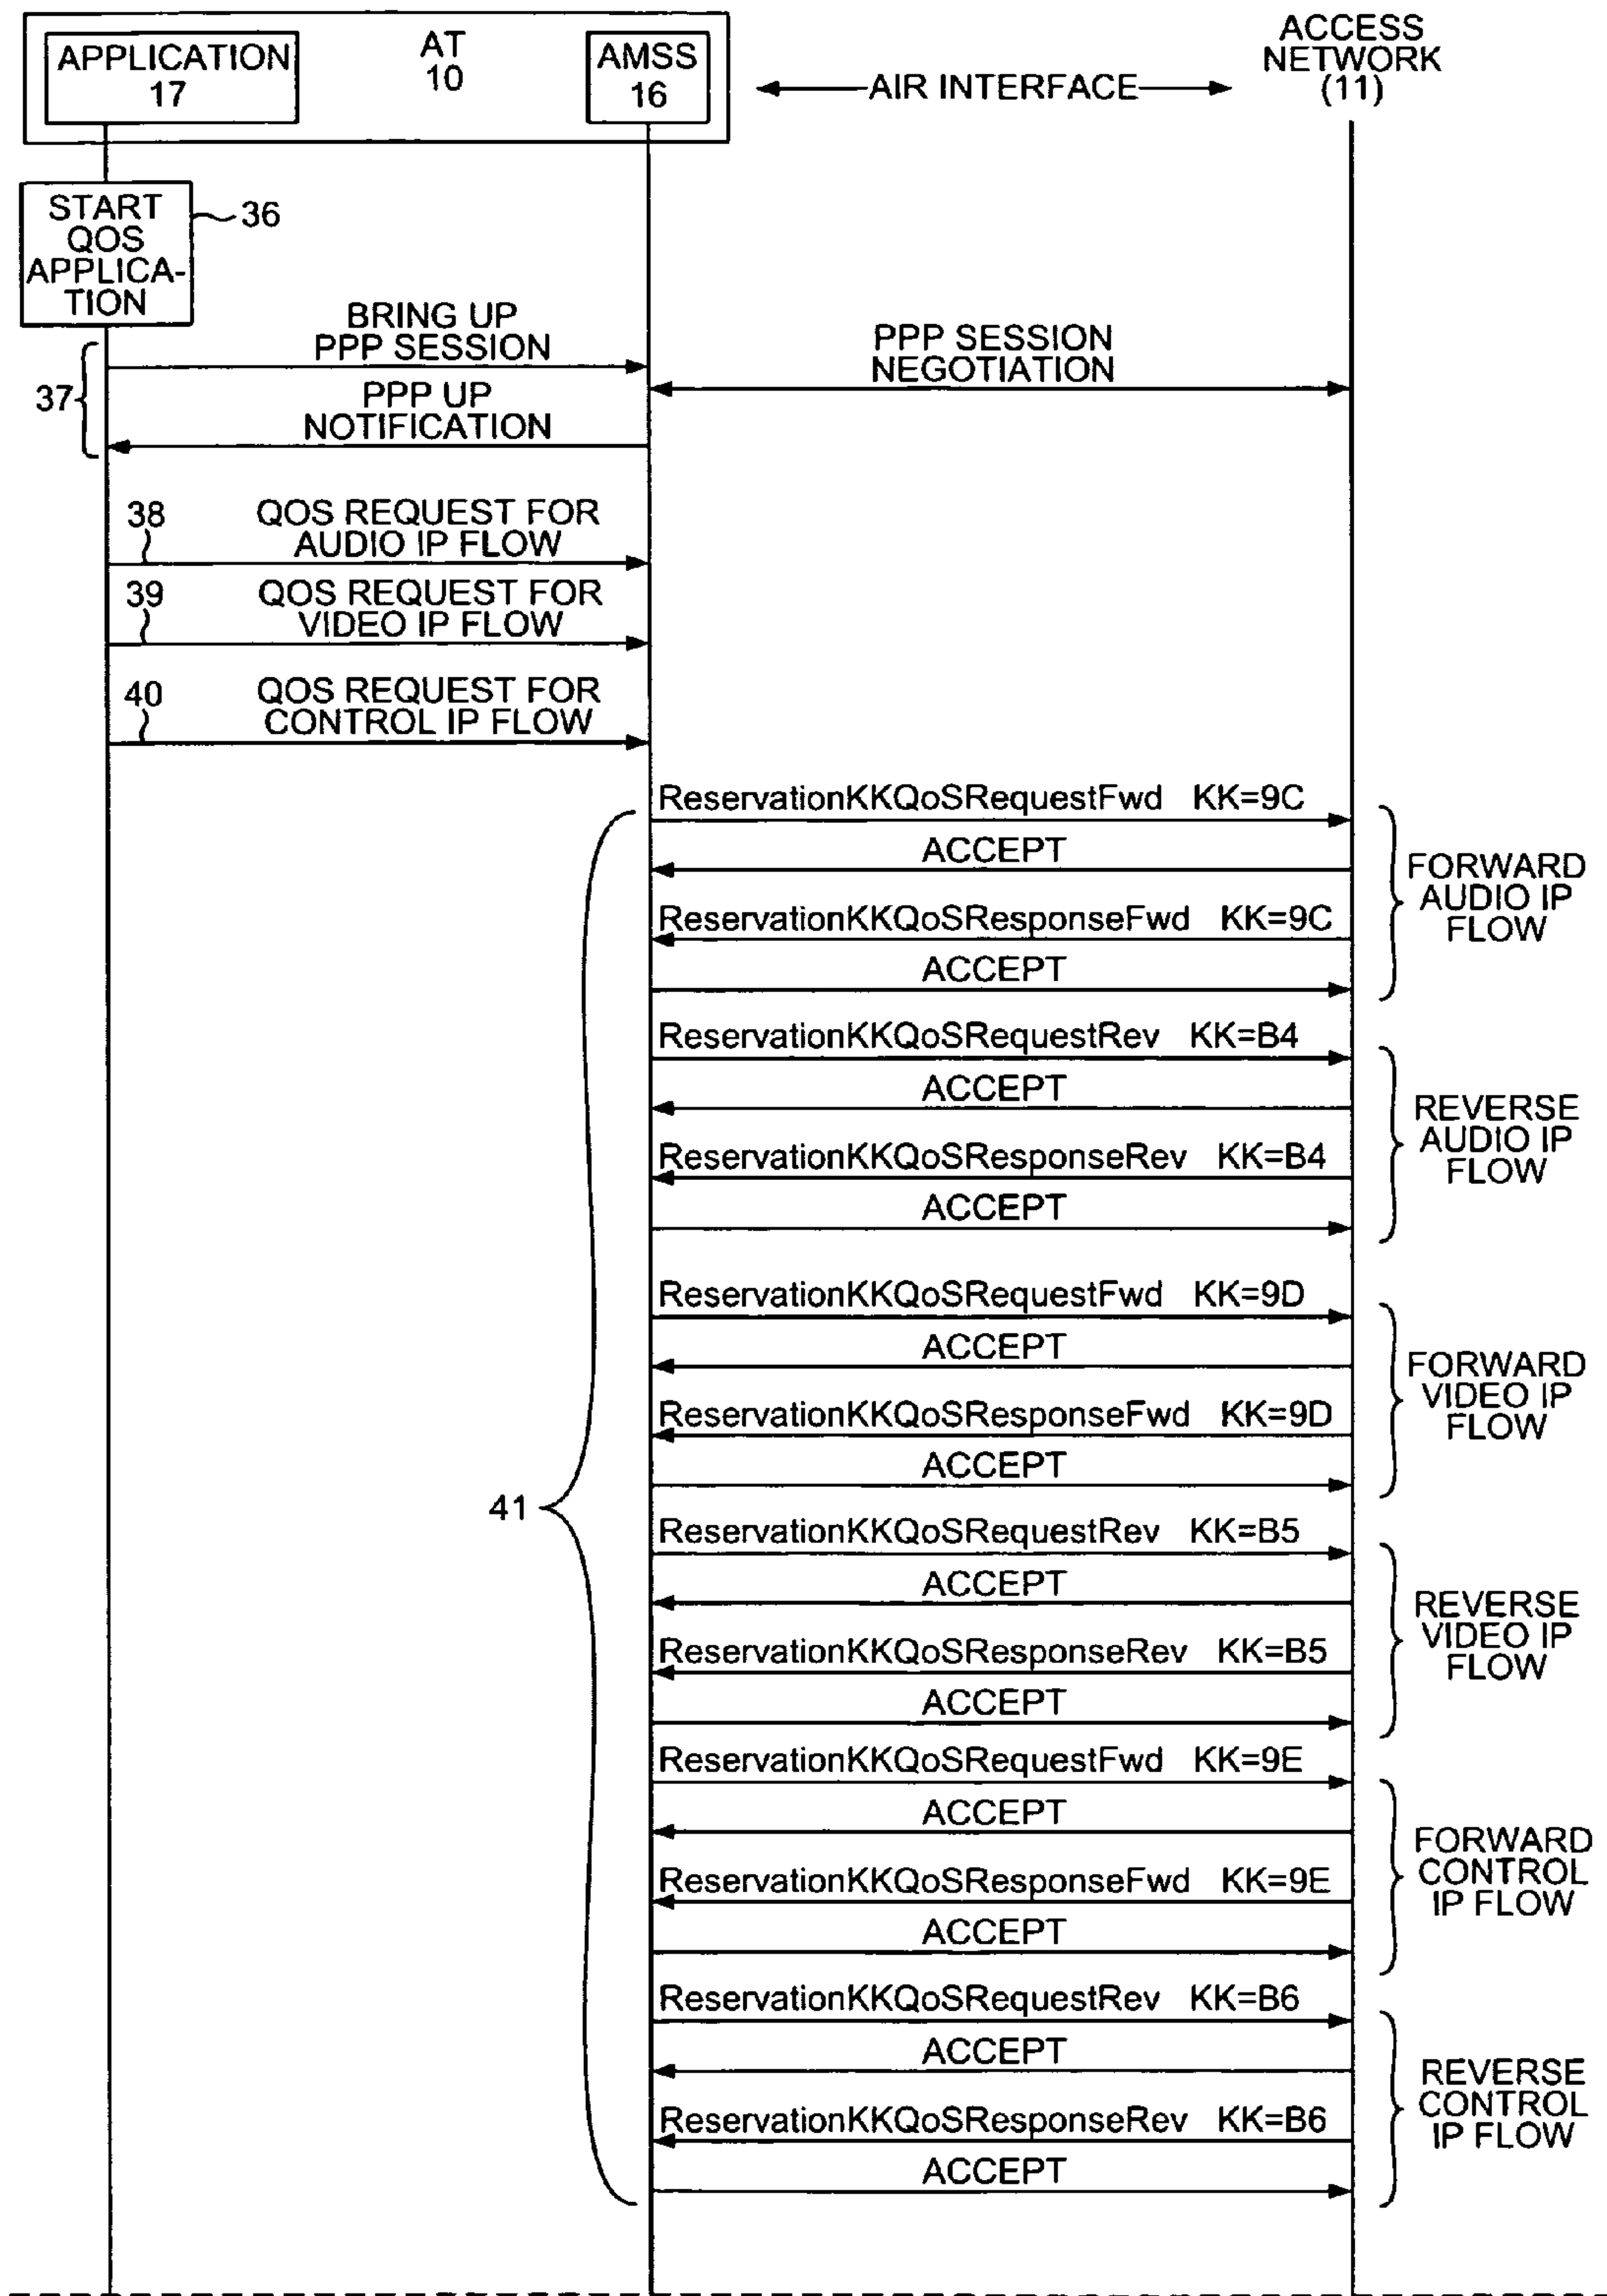 APPLICATION
17
AT
10
AMSS
16
AIR INTERFACE
ACCESS
NETWORK
(11)
START
QOS
APPLICA-
TION
36
37
BRING UP
PPP SESSION
PPP SESSION
NEGOTIATION
PPP UP
NOTIFICATION
38
QOS REQUEST FOR
AUDIO IP FLOW
39
QOS REQUEST FOR
VIDEO IP FLOW
40
QOS REQUEST FOR
CONTROL IP FLOW
41
ReservationKKQoSRequestFwd KK=9C
ACCEPT
ReservationKKQoSResponseFwd KK=9C
ACCEPT
FORWARD
AUDIO IP
FLOW
ReservationKKQoSRequestRev KK=B4
ACCEPT
ReservationKKQoSResponseRev KK=B4
ACCEPT
REVERSE
AUDIO IP
FLOW
ReservationKKQoSRequestFwd KK=9D
ACCEPT
ReservationKKQoSResponseFwd KK=9D
ACCEPT
FORWARD
VIDEO IP
FLOW
ReservationKKQoSRequestRev KK=B5
ACCEPT
ReservationKKQoSResponseRev KK=B5
ACCEPT
REVERSE
VIDEO IP
FLOW
ReservationKKQoSRequestFwd KK=9E
ACCEPT
ReservationKKQoSResponseFwd KK=9E
ACCEPT
FORWARD
CONTROL
IP FLOW
ReservationKKQoSRequestRev KK=B6
ACCEPT
ReservationKKQoSResponseRev KK=B6
ACCEPT
REVERSE
CONTROL
IP FLOW